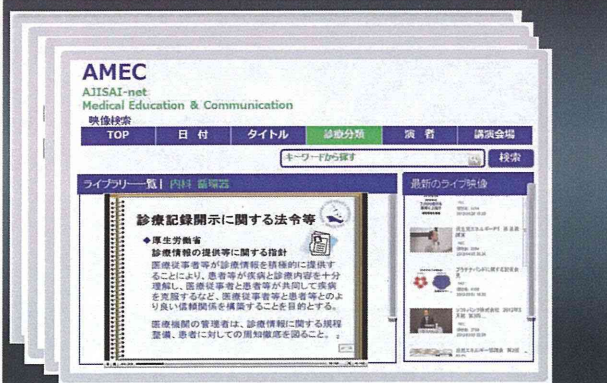 AMEC
AJISAI-net
Medical Education & Communication
映像検索
TOP 日 付 タイトル 診療分類 演 者 講演会場
キーワードから探す 検索
ライブラリー一覧 | 内科 循環器
最新のライブ映像
診療記録開示に関する法令等
◆厚生労働省
診療情報の提供等に関する指針
医療従事者等が診療情報を積極的に提供す
ることにより、患者等が疾病と診療内容を十分
理解し、医療従事者と患者等が共同して疾病
を克服するなど、医療従事者等と患者等とのよ
り良い信頼関係を構築することを目的とする。
医療機関の管理者は、診療情報に関する規程
整備、患者に対しての周知徹底を図ること。 2